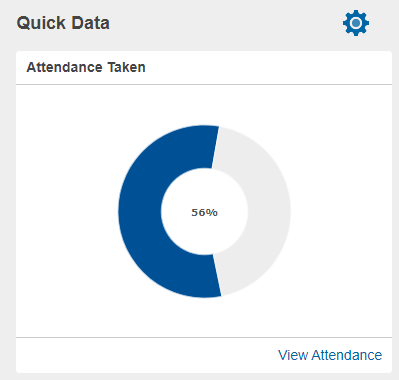 Quick Data
Attendance Taken
56%
View Attendance